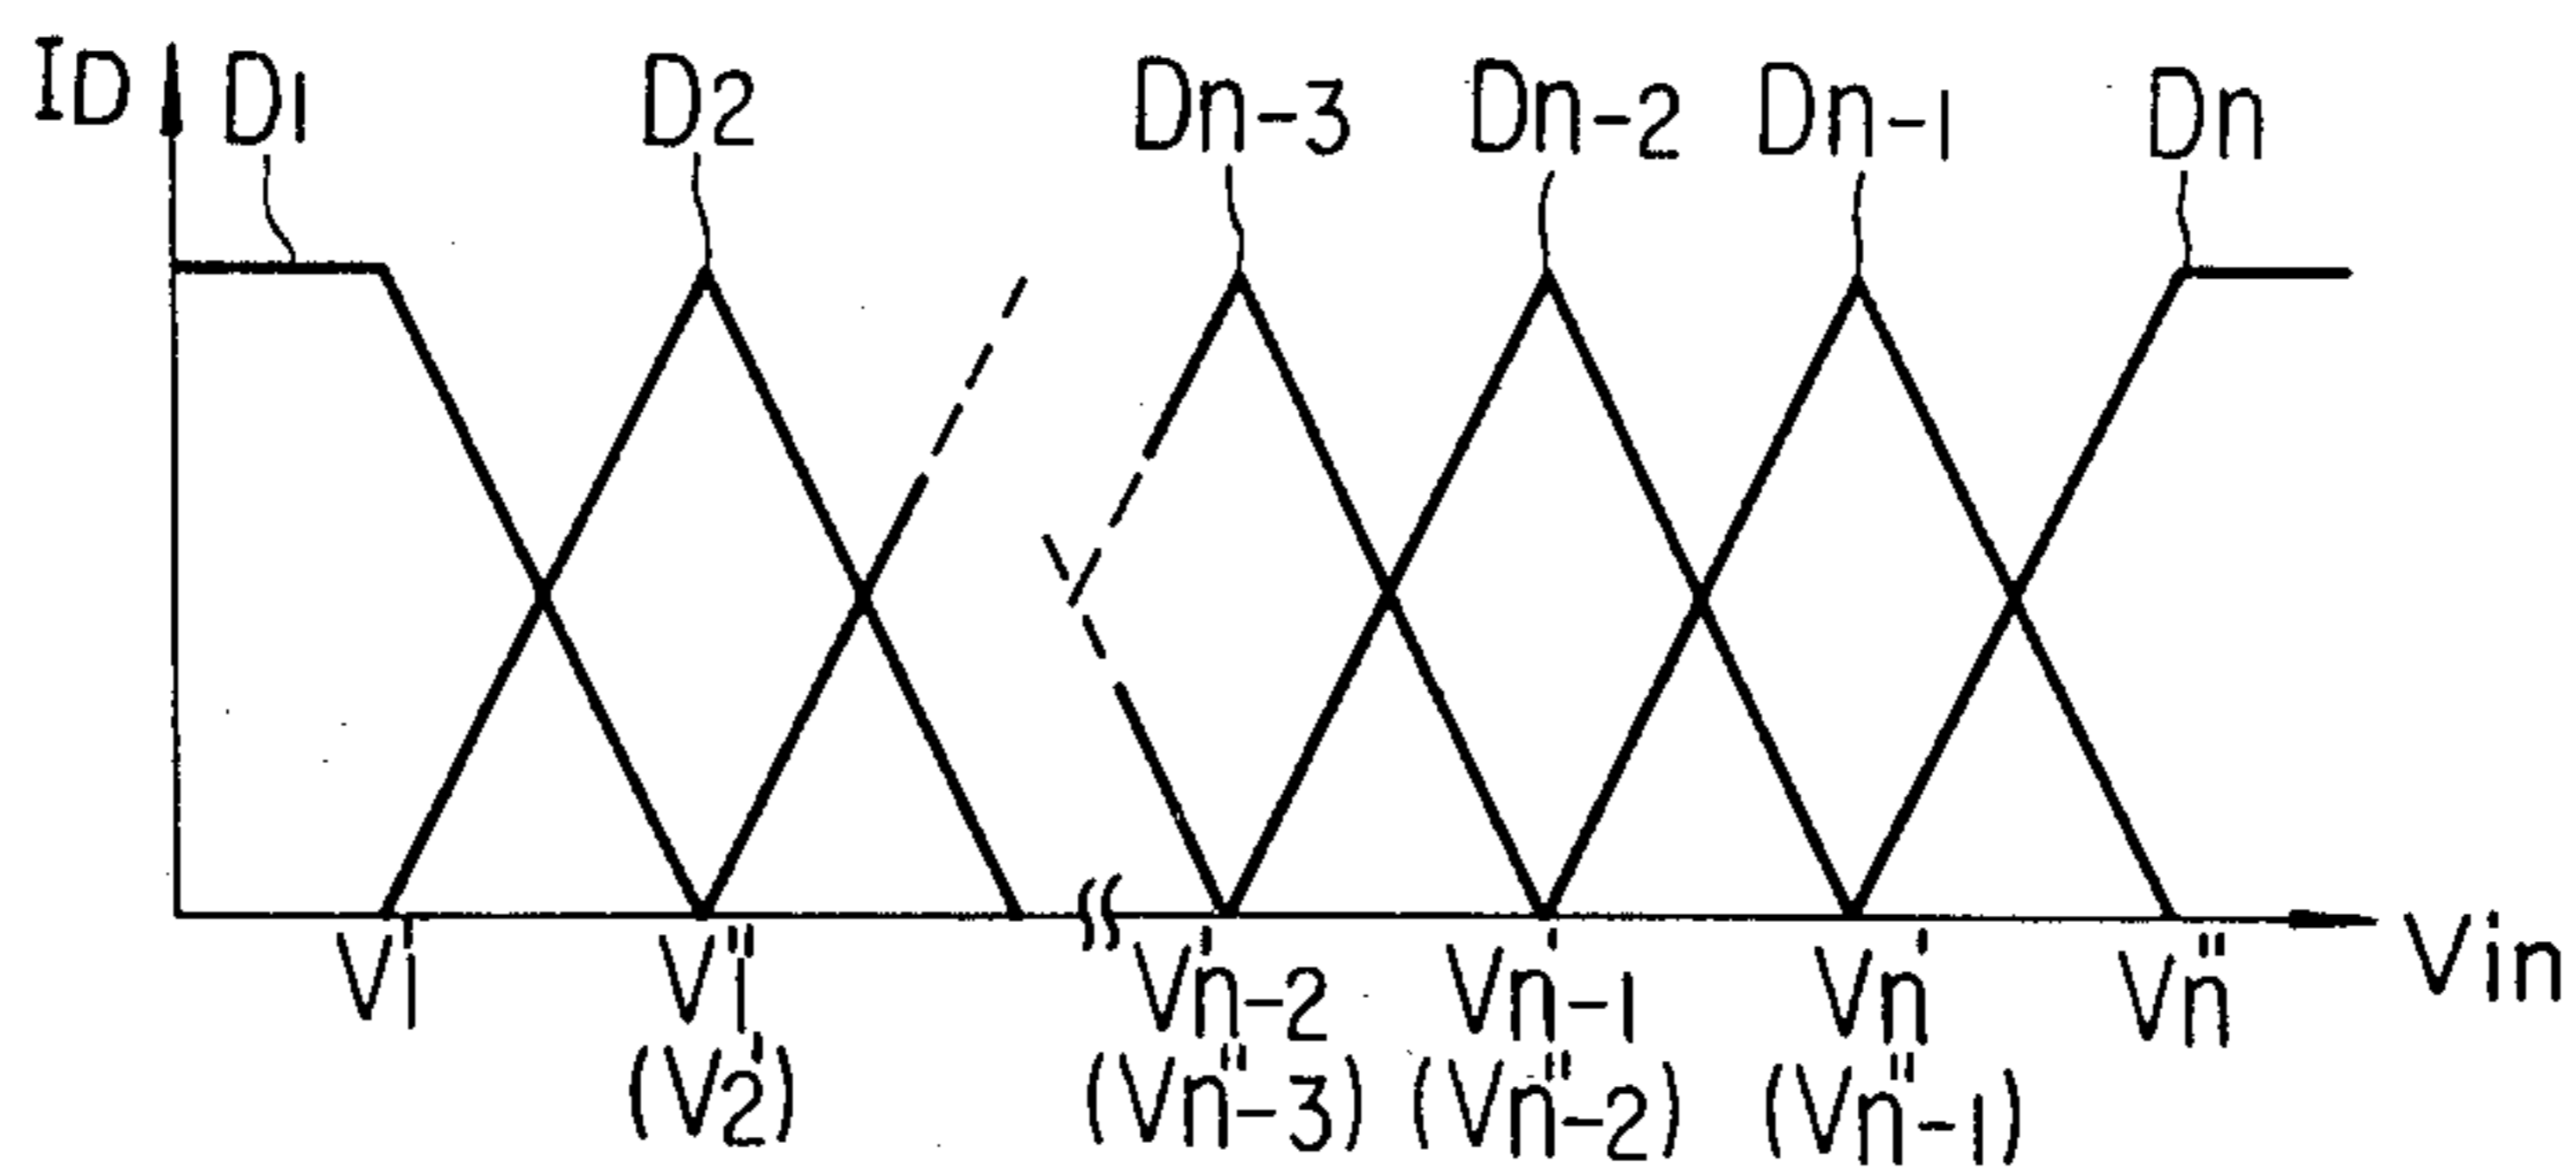 ID D1 D2 Dn-3 Dn-2 Dn-1 Dn
V1' V1" Vn'-2 Vn'-1 Vn' Vn" Vin
(V2') (Vn"-3) (Vn"-2) (Vn"-1)